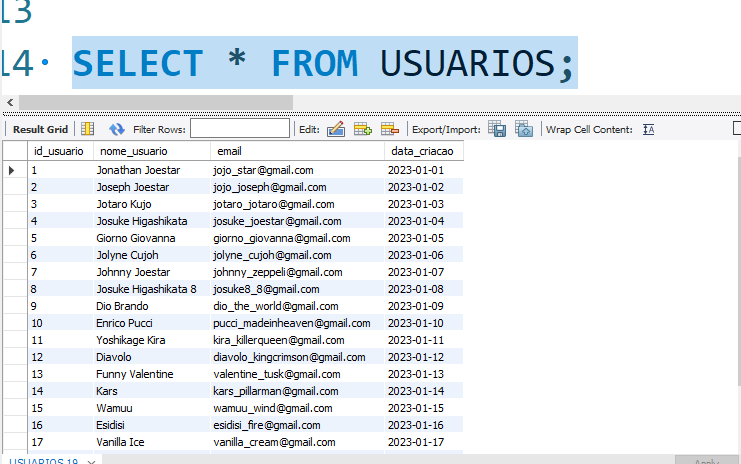 13
14 SELECT * FROM USUARIOS;
Result Grid Filter Rows: Edit: Export/Import: Wrap Cell Content:
id_usuario nome_usuario email data_criacao
1 Jonathan Joestar jojo_star@gmail.com 2023-01-01
2 Joseph Joestar jojo_joseph@gmail.com 2023-01-02
3 Jotaro Kujo jotaro_jotaro@gmail.com 2023-01-03
4 Josuke Higashikata josuke_joestar@gmail.com 2023-01-04
5 Giorno Giovanna giorno_giovanna@gmail.com 2023-01-05
6 Jolyne Cujoh jolyne_cujoh@gmail.com 2023-01-06
7 Johnny Joestar johnny_zeppeli@gmail.com 2023-01-07
8 Josuke Higashikata 8 josuke8_8@gmail.com 2023-01-08
9 Dio Brando dio_the_world@gmail.com 2023-01-09
10 Enrico Pucci pucci_madeinheaven@gmail.com 2023-01-10
11 Yoshikage Kira kira_killerqueen@gmail.com 2023-01-11
12 Diavolo diavolo_kingcrimson@gmail.com 2023-01-12
13 Funny Valentine valentine_tusk@gmail.com 2023-01-13
14 Kars kars_pillarman@gmail.com 2023-01-14
15 Wamuu wamuu_wind@gmail.com 2023-01-15
16 Esidisi esidisi_fire@gmail.com 2023-01-16
17 Vanilla Ice vanilla_cream@gmail.com 2023-01-17
USUARIOS 19 Apply